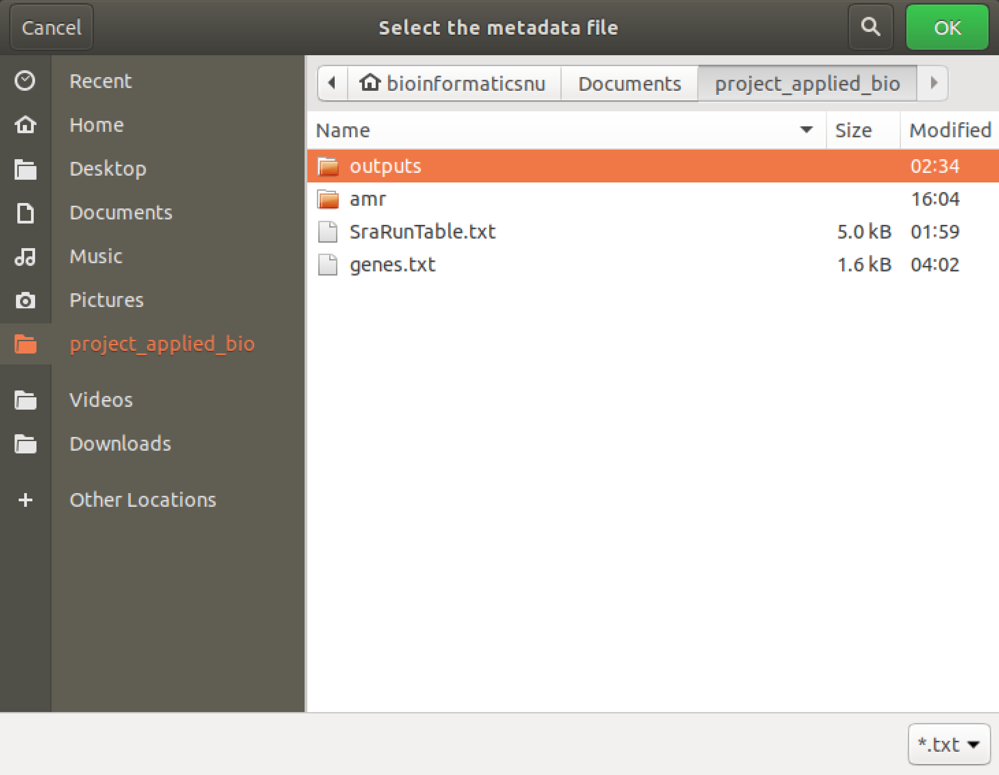 Cancel
Select the metadata file
OK
Recent
Home
Desktop
Documents
Music
Pictures
project_applied_bio
Videos
Downloads
Other Locations
bioinformaticsnu Documents project_applied_bio
Name Size Modified
outputs 02:34
amr 16:04
SraRunTable.txt 5.0 kB 01:59
genes.txt 1.6 kB 04:02
*.txt